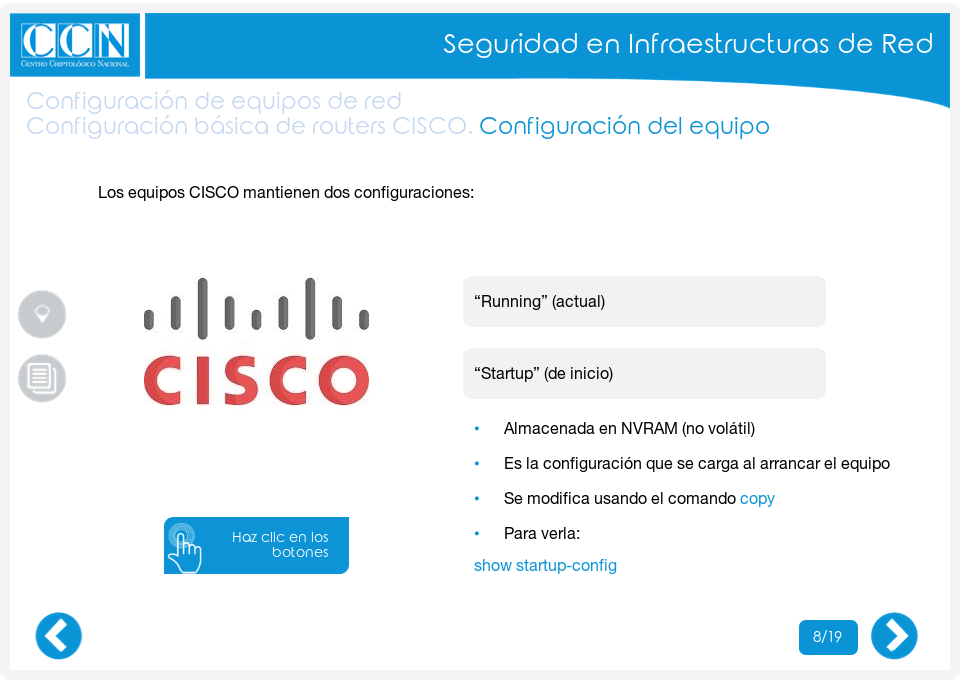 CCN
CENTRO CRIPTOLÓGICO NACIONAL
Seguridad en Infraestructuras de Red
Configuración de equipos de red
Configuración básica de routers CISCO. Configuración del equipo
Los equipos CISCO mantienen dos configuraciones:
“Running” (actual)
CISCO
“Startup” (de inicio)
• Almacenada en NVRAM (no volátil)
• Es la configuración que se carga al arrancar el equipo
• Se modifica usando el comando copy
• Para verla:
show startup-config
Haz clic en los
botones
8/19